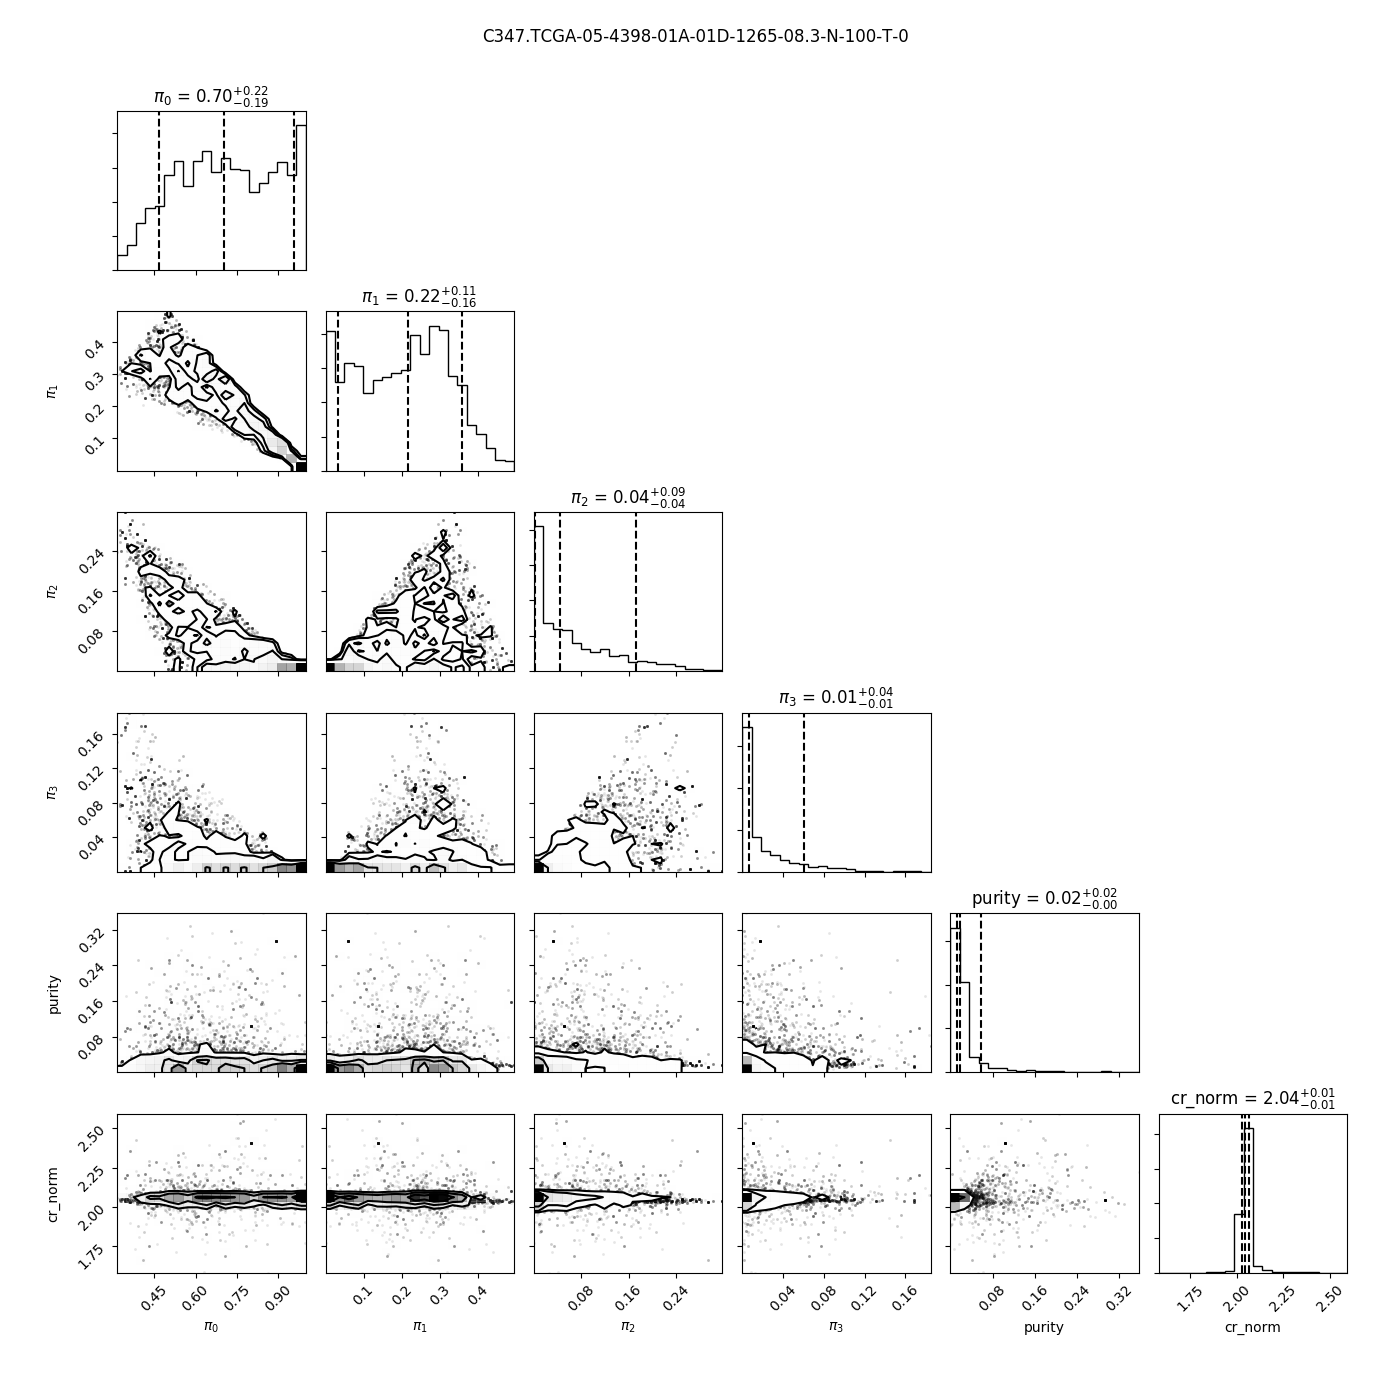 C347.TCGA-05-4398-01A-01D-1265-08.3-N-100-T-0
π₀ = 0.70⁺⁰·²²₋₀.₁₉
π₁ = 0.22⁺⁰·¹¹₋₀.₁₆
0.4
0.3
0.2
0.1
π₁
π₂ = 0.04⁺⁰·⁰⁹₋₀.₀₄
0.24
0.16
0.08
π₂
π₃ = 0.01⁺⁰·⁰⁴₋₀.₀₁
0.16
0.12
0.08
0.04
π₃
purity = 0.02⁺⁰·⁰²₋₀.₀₀
0.32
0.24
0.16
0.08
purity
cr_norm = 2.04⁺⁰·⁰¹₋₀.₀₁
2.50
2.25
2.00
1.75
cr_norm
0.45 0.60 0.75 0.90 0.1 0.2 0.3 0.4 0.08 0.16 0.24 0.04 0.08 0.12 0.16 0.08 0.16 0.24 0.32 1.75 2.00 2.25 2.50
π₀ π₁ π₂ π₃ purity cr_norm